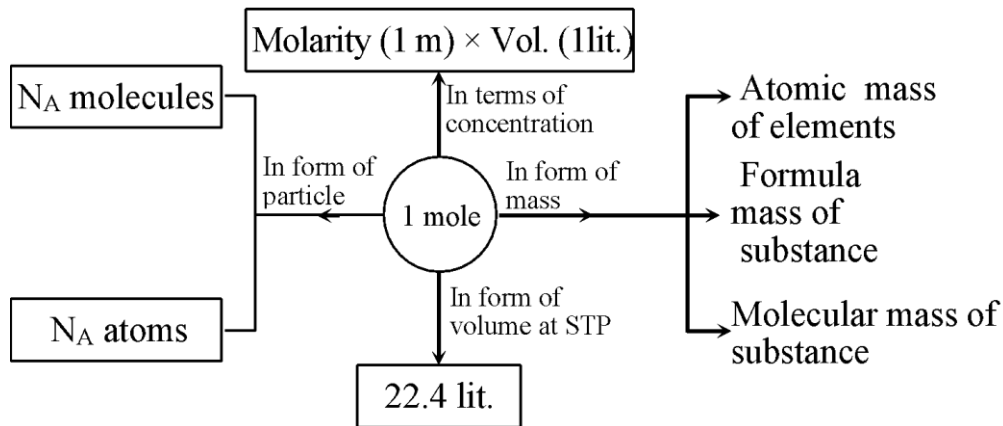 Molarity (1 m) × Vol. (1lit.)
N_A molecules
In terms of
concentration
Atomic mass
of elements
In form of
particle
1 mole
In form of
mass
Formula
mass of
substance
N_A atoms
In form of
volume at STP
Molecular mass of
substance
22.4 lit.